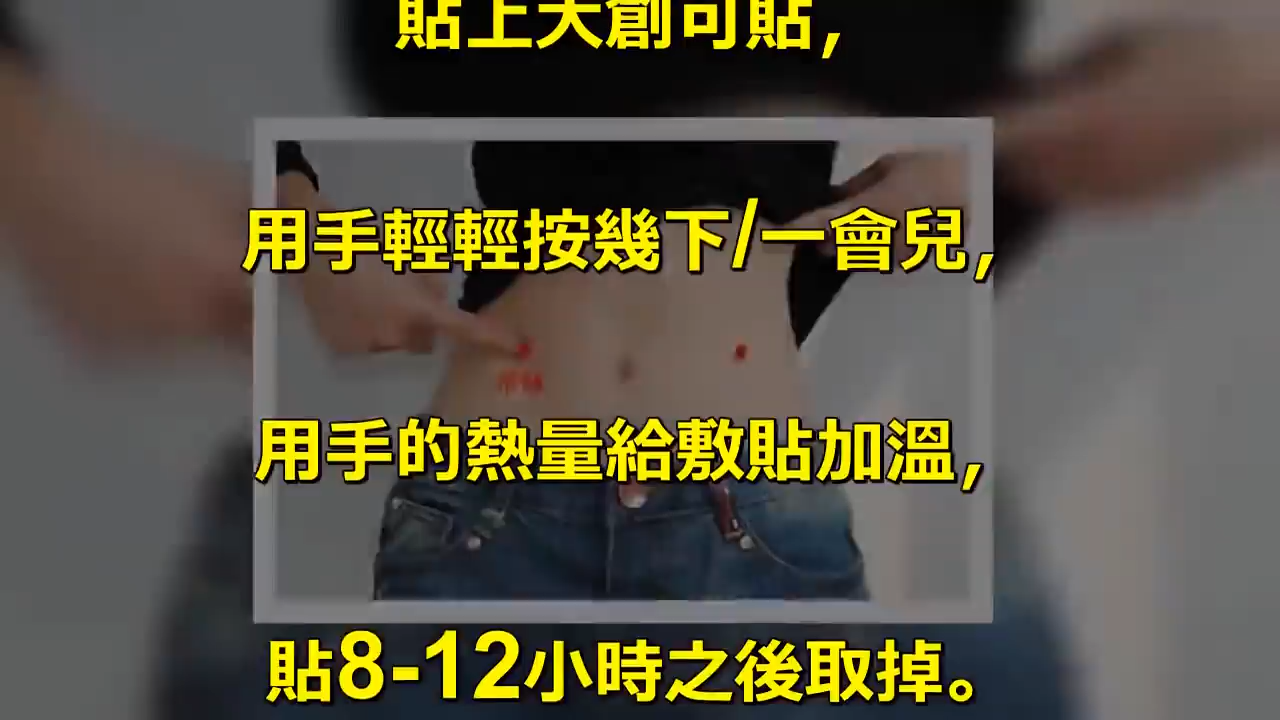 貼上大創可貼，
用手輕輕按幾下/一會兒，
用手的熱量給敷貼加溫，
貼8-12小時之後取掉。